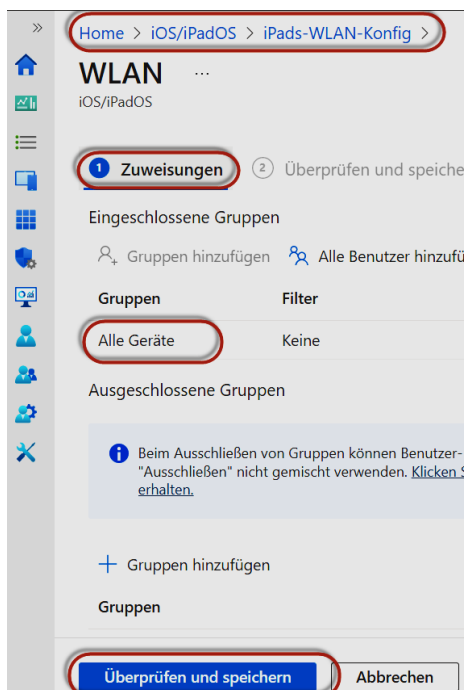 »
Home > iOS/iPadOS > iPads-WLAN-Konfig >
WLAN ...
iOS/iPadOS
1 Zuweisungen 2 Überprüfen und speiche
Eingeschlossene Gruppen
Gruppen hinzufügen Alle Benutzer hinzufü
Gruppen Filter
Alle Geräte Keine
Ausgeschlossene Gruppen
Beim Ausschließen von Gruppen können Benutzer-
"Ausschließen" nicht gemischt verwenden. Klicken S
erhalten.
+ Gruppen hinzufügen
Gruppen
Überprüfen und speichern Abbrechen